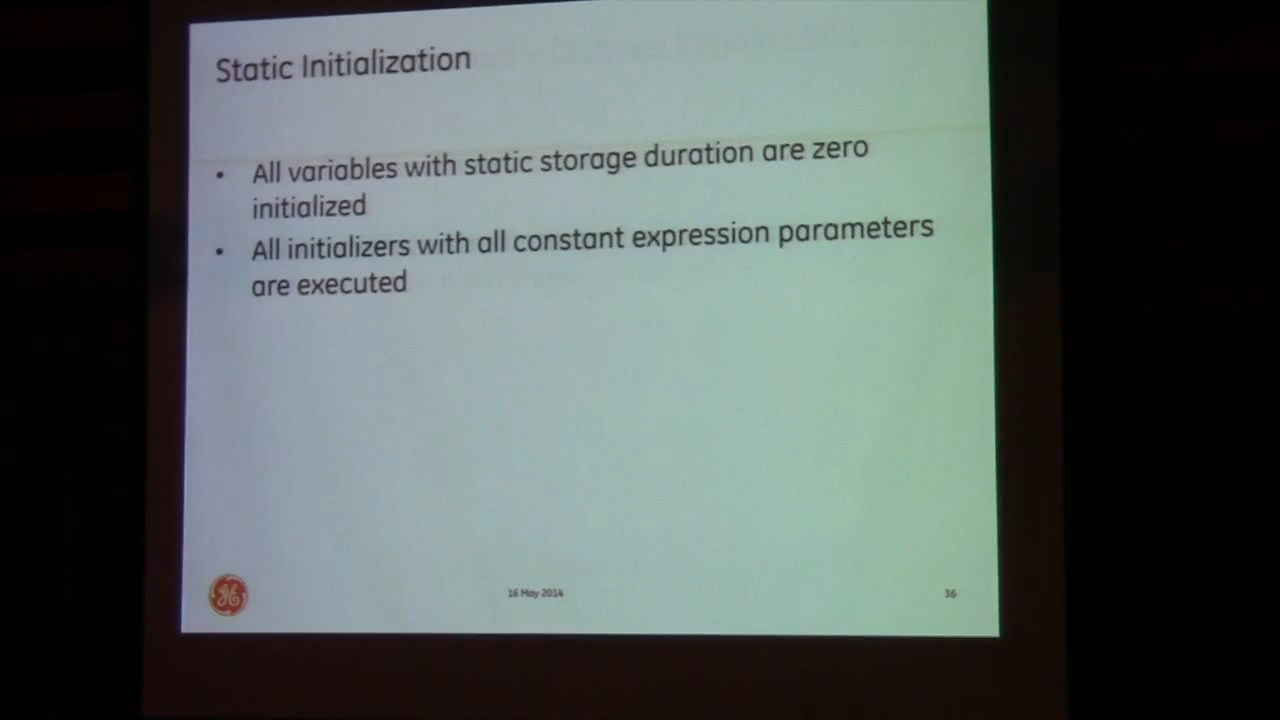 Static Initialization
• All variables with static storage duration are zero
initialized
• All initializers with all constant expression parameters
are executed
16 May 2014
36